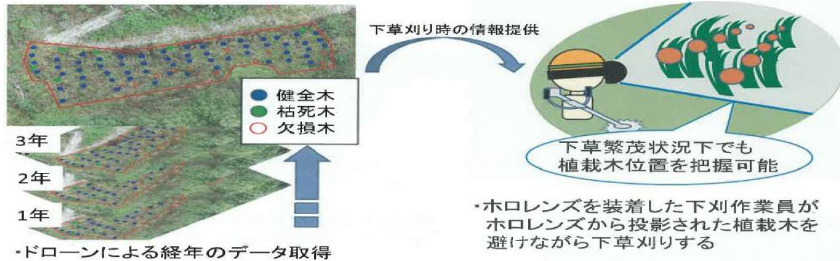 下草刈り時の情報提供
健全木
枯死木
欠損木
3年
2年
1年
・ドローンによる経年のデータ取得
下草繁茂状況下でも
植栽木位置を把握可能
・ホロレンズを装着した下刈作業員が
ホロレンズから投影された植栽木を
避けながら下草刈りする